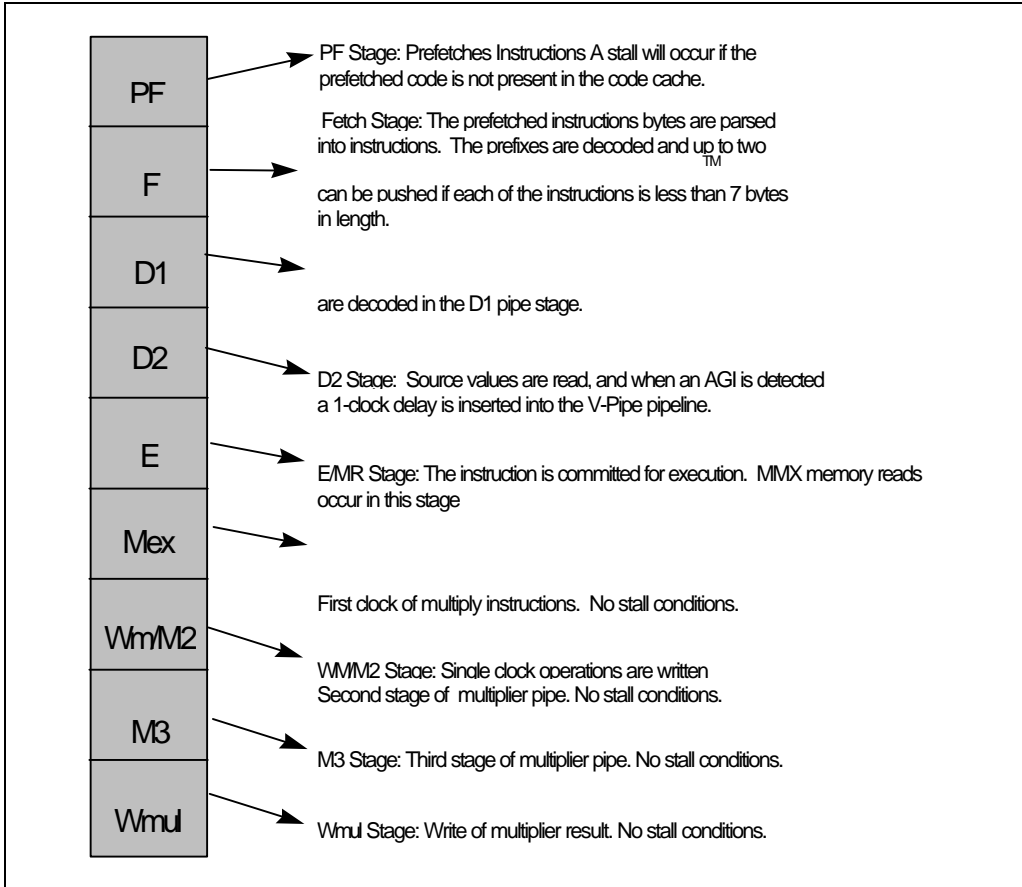 PF
PF Stage: Prefetches Instructions A stall will occur if the
prefetched code is not present in the code cache.
F
Fetch Stage: The prefetched instructions bytes are parsed
into instructions. The prefixes are decoded and up to two
TM
can be pushed if each of the instructions is less than 7 bytes
in length.
D1
are decoded in the D1 pipe stage.
D2
D2 Stage: Source values are read, and when an AGI is detected
a 1-clock delay is inserted into the V-Pipe pipeline.
E
E/MR Stage: The instruction is committed for execution. MMX memory reads
occur in this stage
Mex
First clock of multiply instructions. No stall conditions.
Wm/M2
WM/M2 Stage: Single clock operations are written
Second stage of multiplier pipe. No stall conditions.
M3
M3 Stage: Third stage of multiplier pipe. No stall conditions.
Wmul
Wmul Stage: Write of multiplier result. No stall conditions.